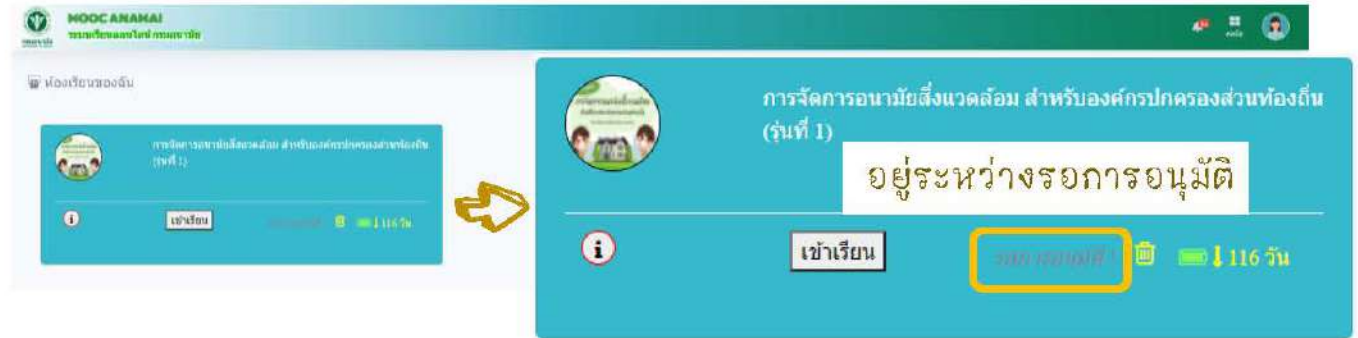 MOOC ANAMAI
ระบบเรียนออนไลน์ กรมอนามัย
ห้องเรียนของฉัน
การจัดการอนามัยสิ่งแวดล้อม สำหรับองค์กรปกครองส่วนท้องถิ่น
(รุ่นที่ 1)
เข้าเรียน
116 วัน
การจัดการอนามัยสิ่งแวดล้อม สำหรับองค์กรปกครองส่วนท้องถิ่น
(รุ่นที่ 1)
อยู่ระหว่างรอการอนุมัติ
เข้าเรียน
รอการอนุมัติ !
116 วัน